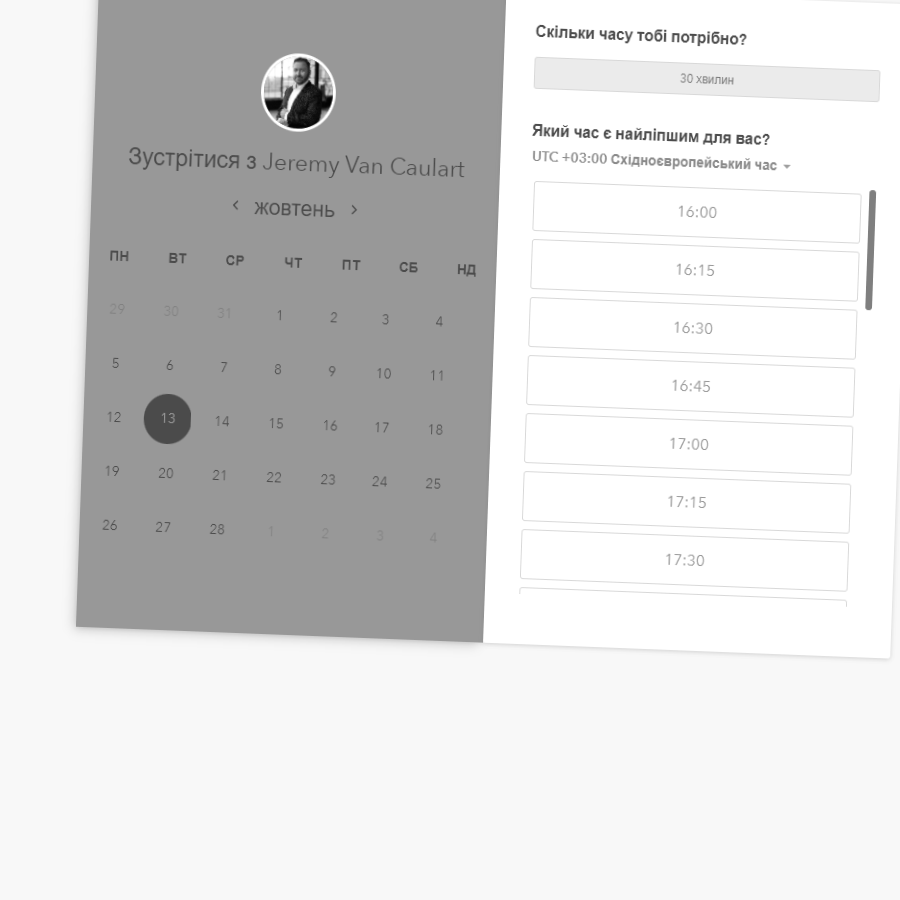 Зустрітися з Jeremy Van Caulart
жовтень
ПН ВТ СР ЧТ ПТ СБ НД
29 30 31 1 2 3 4
5 6 7 8 9 10 11
12 13 14 15 16 17 18
19 20 21 22 23 24 25
26 27 28 1 2 3 4
Скільки часу тобі потрібно?
30 хвилин
Який час є найліпшим для вас?
UTC +03:00 Східноєвропейський час
16:00
16:15
16:30
16:45
17:00
17:15
17:30